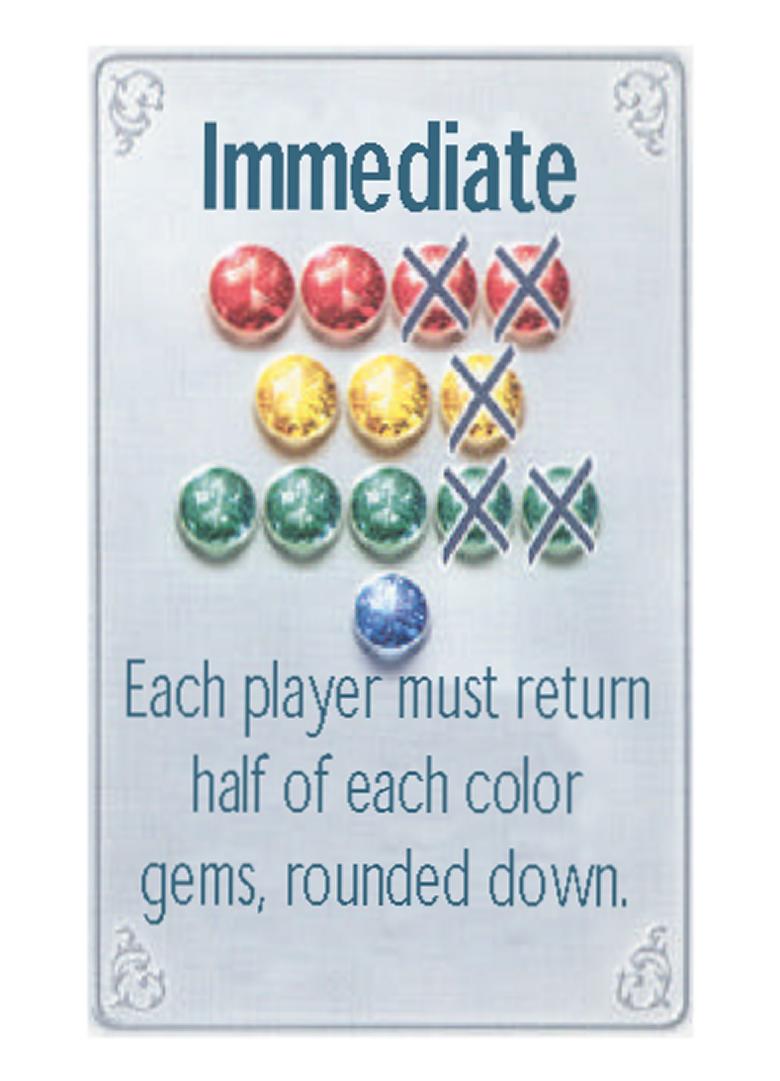 Immediate
Each player must return
half of each color
gems, rounded down.